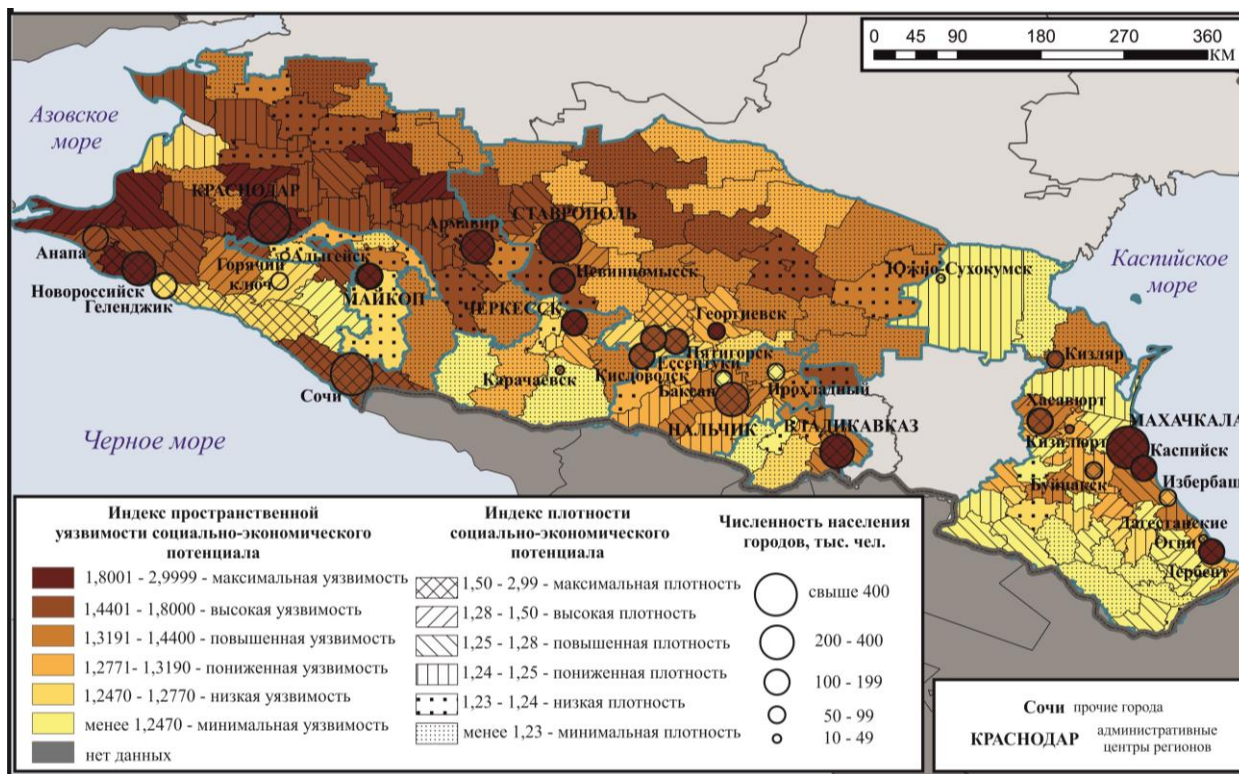 0 45 90 180 270 360
КМ
Азовское
море
КРАСНОДАР
СТАВРОПОЛЬ
Армавир
Анапа
Адыгейск
Невинномысск
Южно-Сухокумск
Каспийское
море
Горячий
ключ
Новороссийск
Геленджик
МАЙКОП
ЧЕРКЕССК
Георгиевск
Пятигорск
Ессентуки
Кисловодск
Кизляр
Карачаевск
Баксан
Прохладный
Сочи
Хасавюрт
МАХАЧКАЛА
НАЛЬЧИК
ВЛАДИКАВКАЗ
Кизилюрт
Каспийск
Черное море
Буйнакск
Избербаш
Дагестанские
Огни
Дербент
Индекс пространственной
уязвимости социально-экономического
потенциала
1,8001 - 2,9999 - максимальная уязвимость
1,4401 - 1,8000 - высокая уязвимость
1,3191 - 1,4400 - повышенная уязвимость
1,2771- 1,3190 - пониженная уязвимость
1,2470 - 1,2770 - низкая уязвимость
менее 1,2470 - минимальная уязвимость
нет данных
Индекс плотности
социально-экономического
потенциала
1,50 - 2,99 - максимальная плотность
1,28 - 1,50 - высокая плотность
1,25 - 1,28 - повышенная плотность
1,24 - 1,25 - пониженная плотность
1,23 - 1,24 - низкая плотность
менее 1,23 - минимальная плотность
Численность населения
городов, тыс. чел.
свыше 400
200 - 400
100 - 199
50 - 99
10 - 49
Сочи прочие города
КРАСНОДАР административные
центры регионов